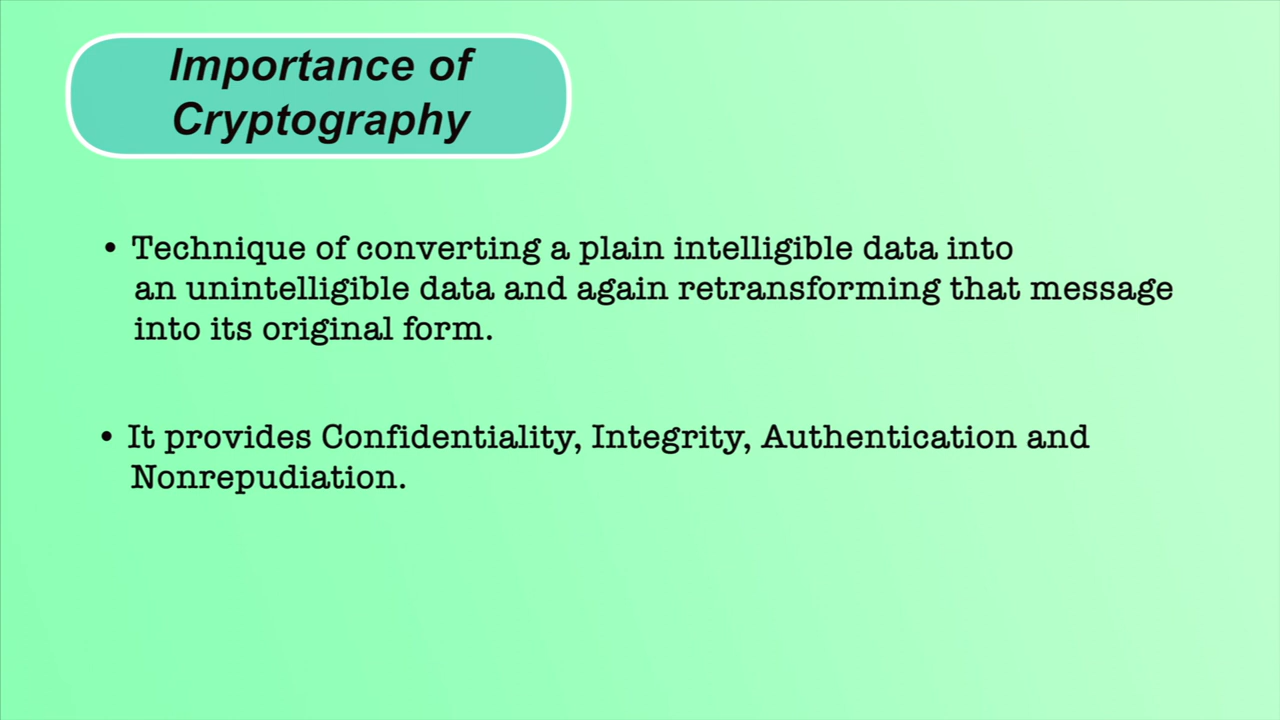 Importance of
Cryptography
• Technique of converting a plain intelligible data into
an unintelligible data and again retransforming that message
into its original form.
• It provides Confidentiality, Integrity, Authentication and
Nonrepudiation.